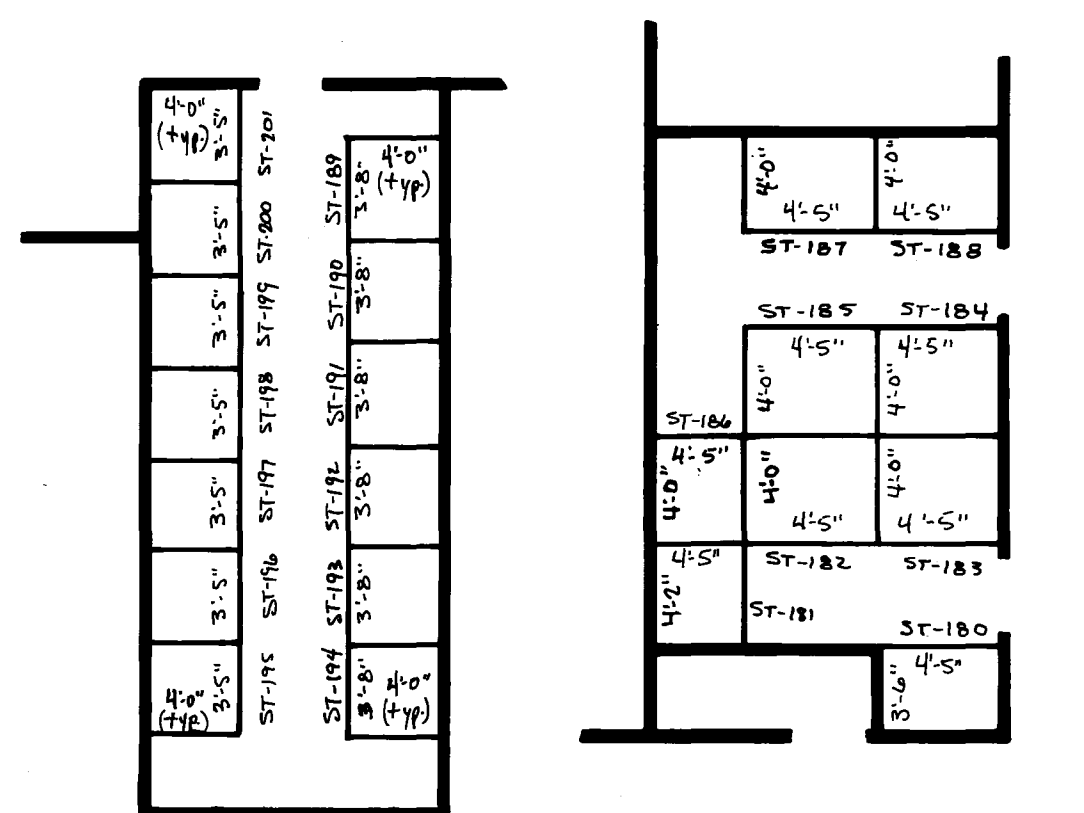 4'-0"
(typ.)
3'-5"
ST-201
3'-5"
ST-200
3'-5"
ST-199
3'-5"
ST-198
3'-5"
ST-197
3'-5"
ST-196
4'-0"
(typ.)
3'-5"
ST-195
ST-189
3'-8"
4'-0"
(typ.)
ST-190
3'-8"
ST-191
3'-8"
ST-192
3'-8"
ST-193
3'-8"
ST-194
3'-8"
4'-0"
(typ.)
4'-0"
4'-5"
ST-187
4'-0"
4'-5"
ST-188
ST-185
4'-5"
4'-0"
ST-184
4'-5"
4'-0"
ST-186
4'-5"
4'-0"
4'-0"
4'-5"
ST-182
4'-0"
4'-5"
ST-183
4'-5"
4'-2"
ST-181
ST-180
4'-5"
3'-6"